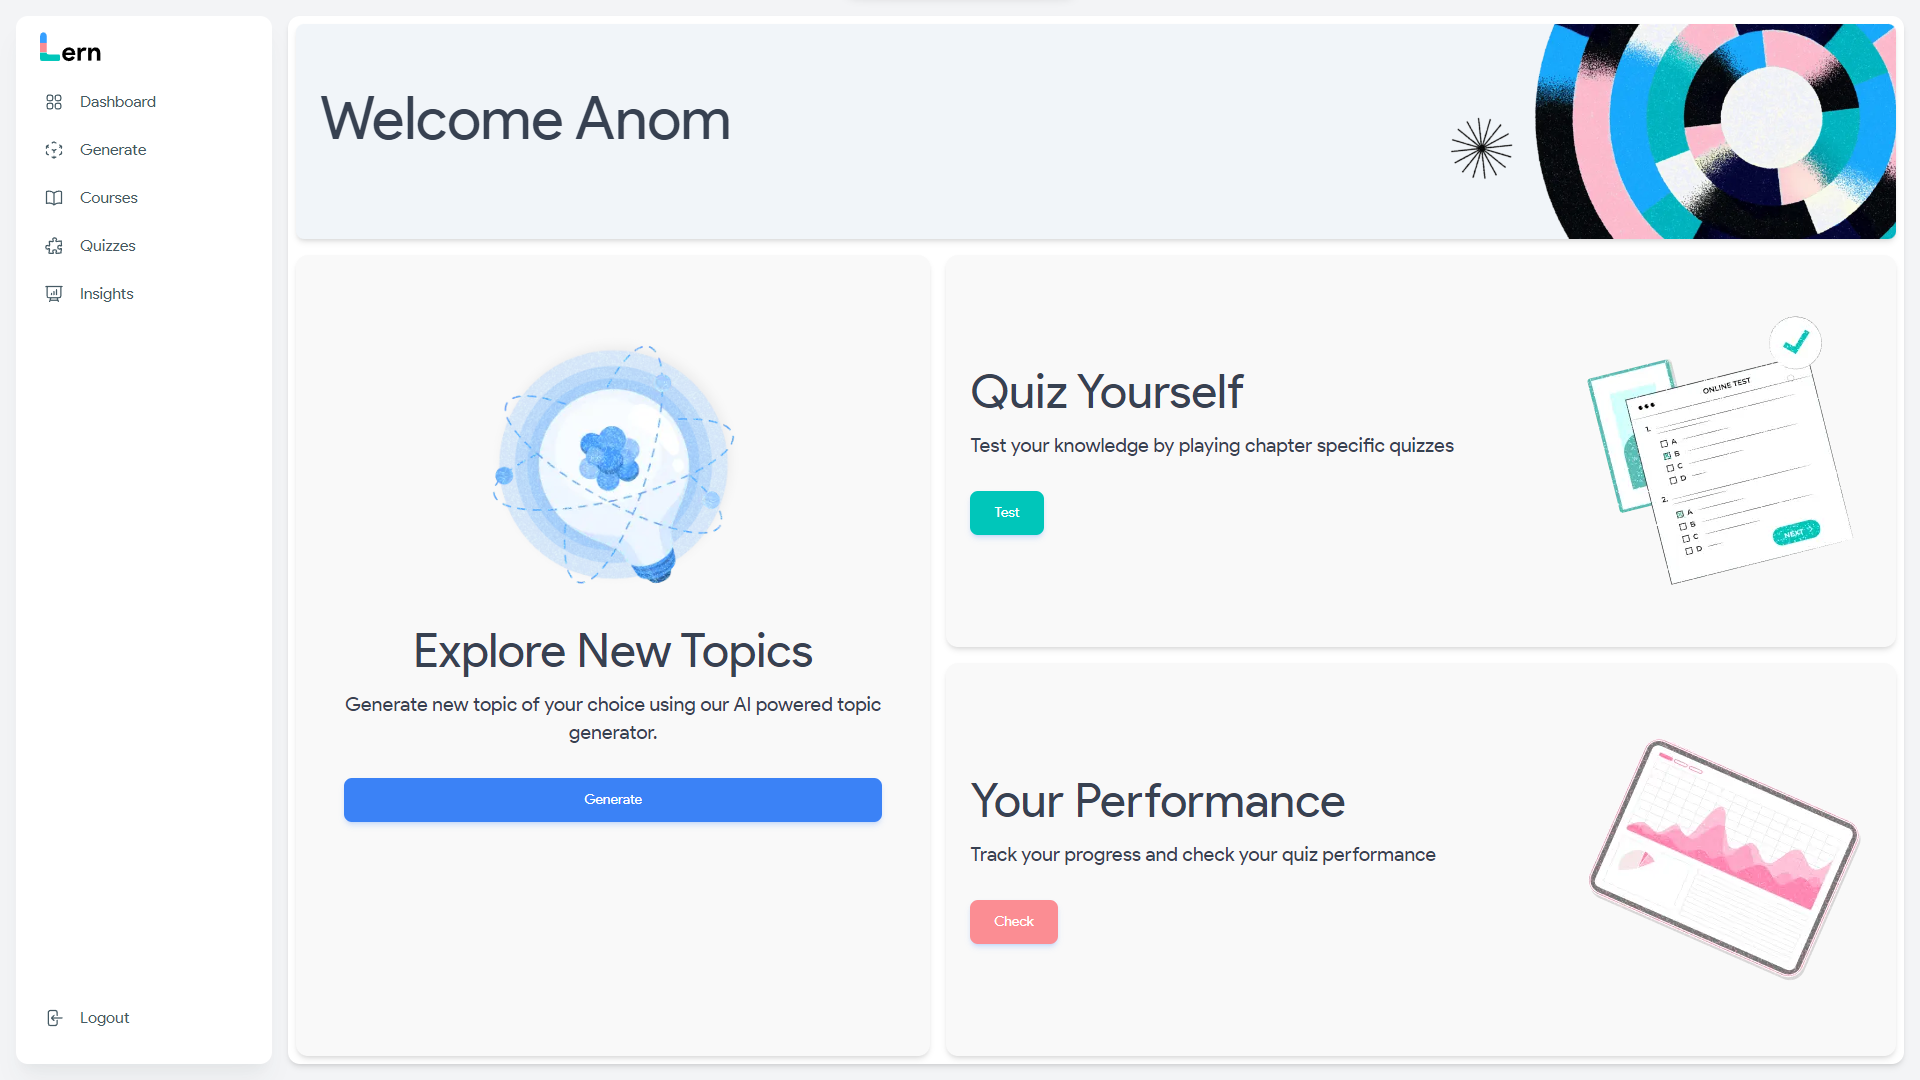 Lern
Dashboard
Generate
Courses
Quizzes
Insights
Logout
Welcome Anom
Explore New Topics
Generate new topic of your choice using our AI powered topic
generator.
Generate
Quiz Yourself
Test your knowledge by playing chapter specific quizzes
Test
ONLINE TEST
1.
A
B
C
D
2.
A
B
C
D
NEXT
Your Performance
Track your progress and check your quiz performance
Check